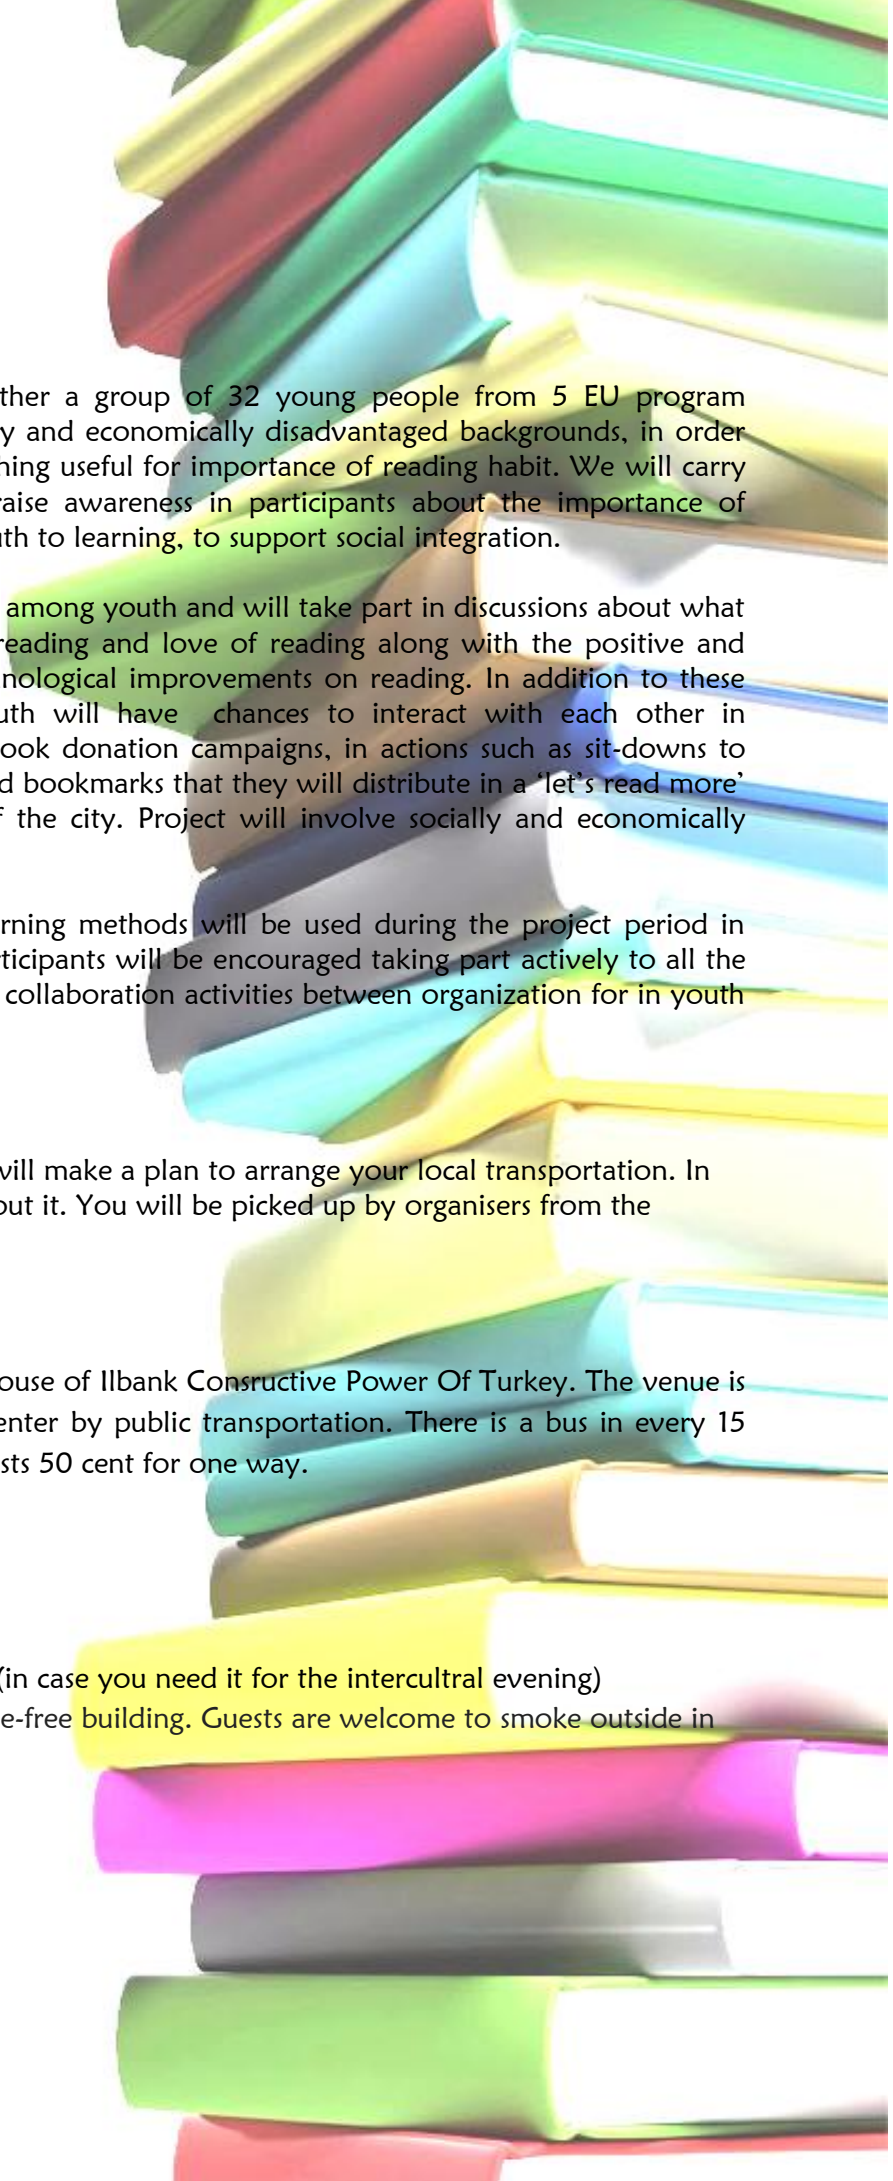 ther a group of 32 young people from 5 EU program
y and economically disadvantaged backgrounds, in order
hing useful for importance of reading habit. We will carry
raise awareness in participants about the importance of
th to learning, to support social integration.
among youth and will take part in discussions about what
reading and love of reading along with the positive and
nological improvements on reading. In addition to these
uth will have chances to interact with each other in
ook donation campaigns, in actions such as sit-downs to
d bookmarks that they will distribute in a ‘let’s read more’
f the city. Project will involve socially and economically
rning methods will be used during the project period in
rticipants will be encouraged taking part actively to all the
collaboration activities between organization for in youth
will make a plan to arrange your local transportation. In
out it. You will be picked up by organisers from the
ouse of Ilbank Consructive Power Of Turkey. The venue is
enter by public transportation. There is a bus in every 15
sts 50 cent for one way.
(in case you need it for the intercultral evening)
e-free building. Guests are welcome to smoke outside in